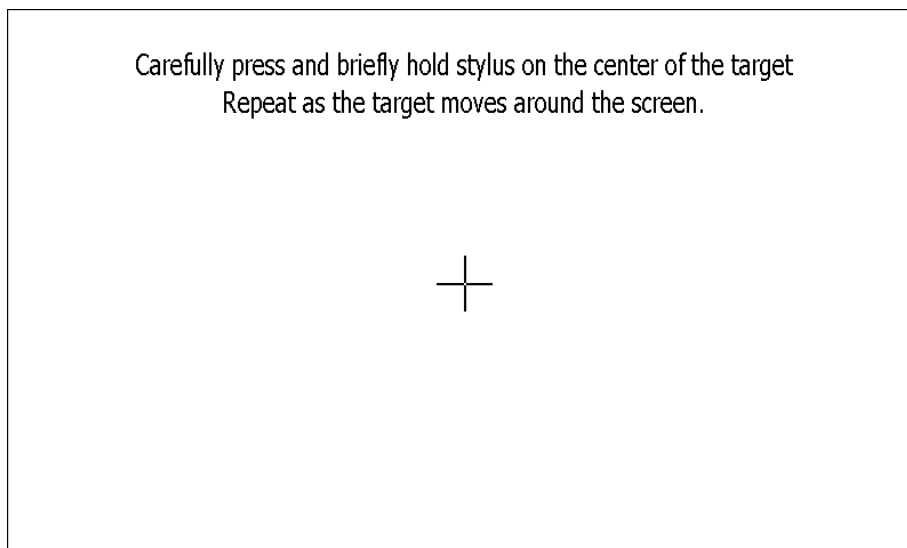 Carefully press and briefly hold stylus on the center of the target
Repeat as the target moves around the screen.